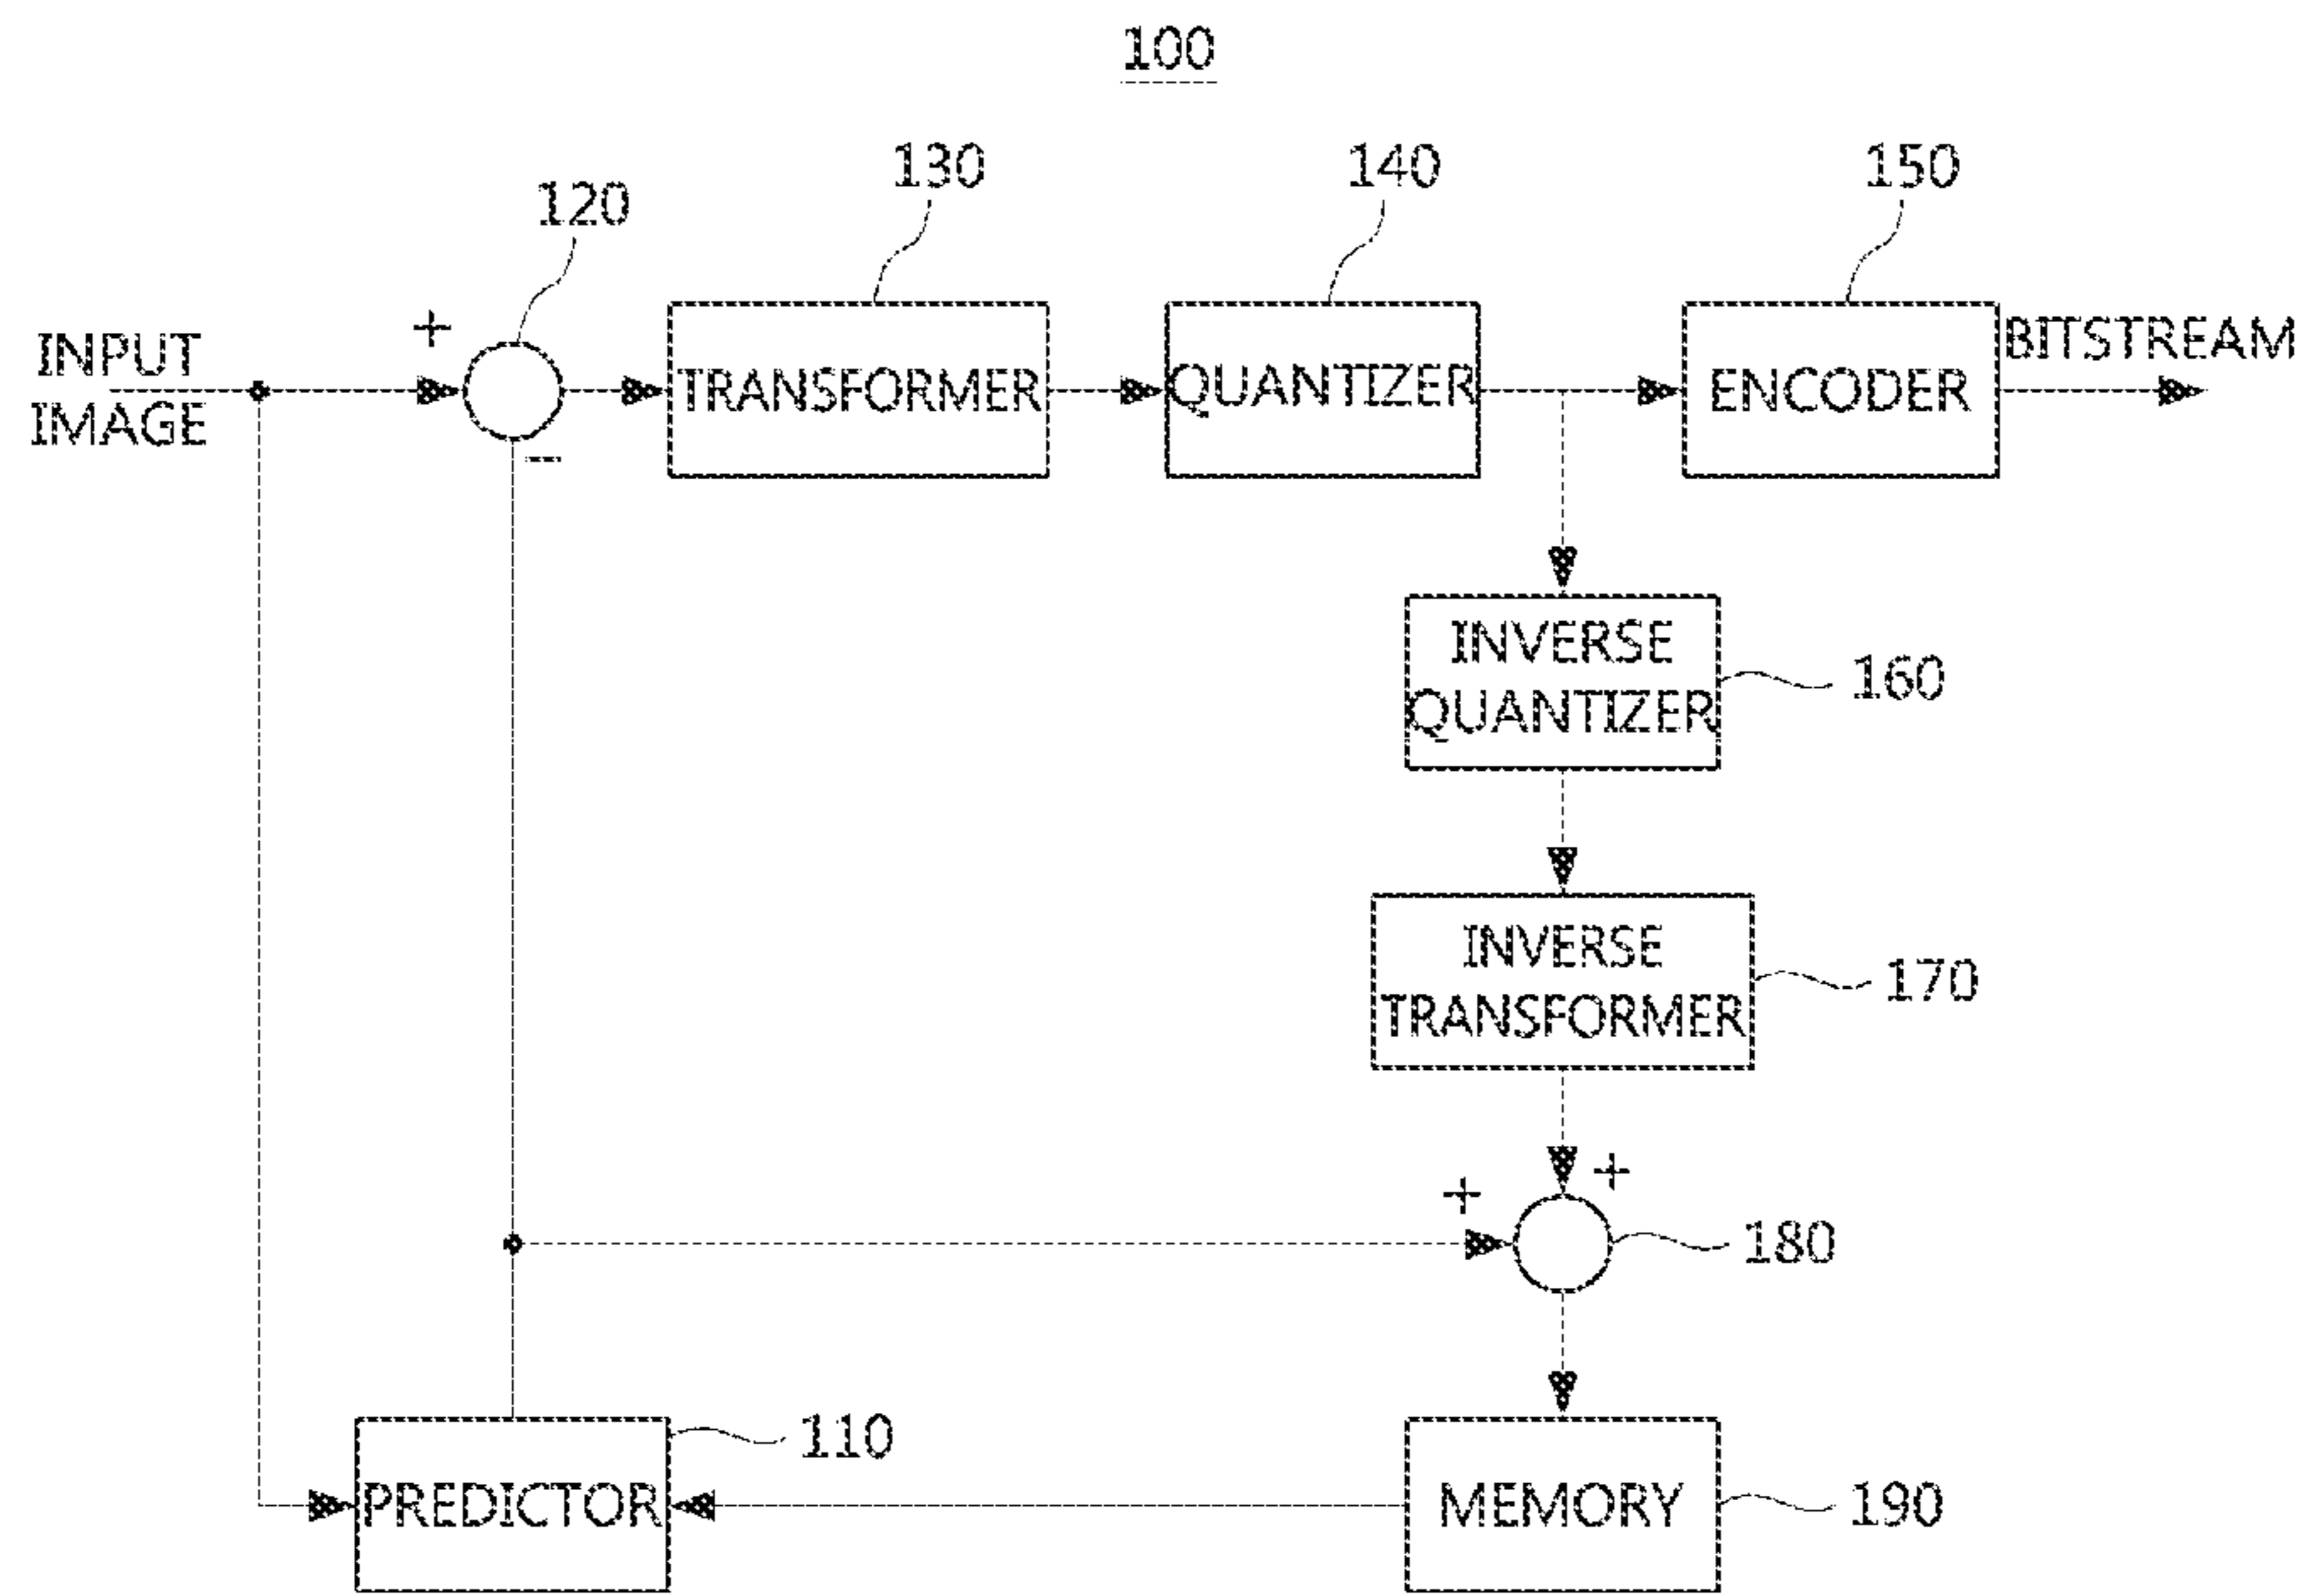 100
120
130
140
150
+
INPUT
IMAGE
TRANSFORMER
QUANTIZER
ENCODER
BITSTREAM
−
INVERSE
QUANTIZER
160
INVERSE
TRANSFORMER
170
+
+
180
PREDICTOR
110
MEMORY
190